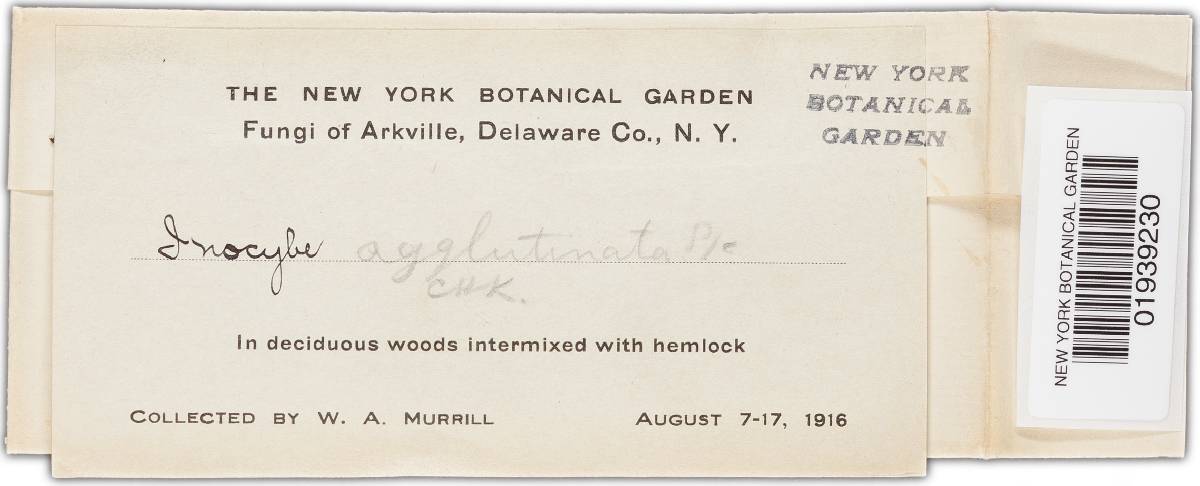 THE NEW YORK BOTANICAL GARDEN
Fungi of Arkville, Delaware Co., N. Y.
NEW YORK
BOTANICAL
GARDEN
Inocybe agglutinata Pk
CHK.
In deciduous woods intermixed with hemlock
COLLECTED BY W. A. MURRILL AUGUST 7-17, 1916
NEW YORK BOTANICAL GARDEN
01939230